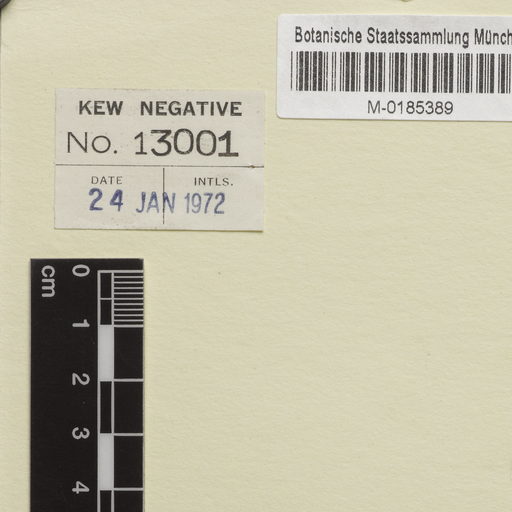 Botanische Staatssammlung Münch
M-0185389
KEW NEGATIVE
No. 13001
DATE INTLS.
24 JAN 1972
cm
0
1
2
3
4